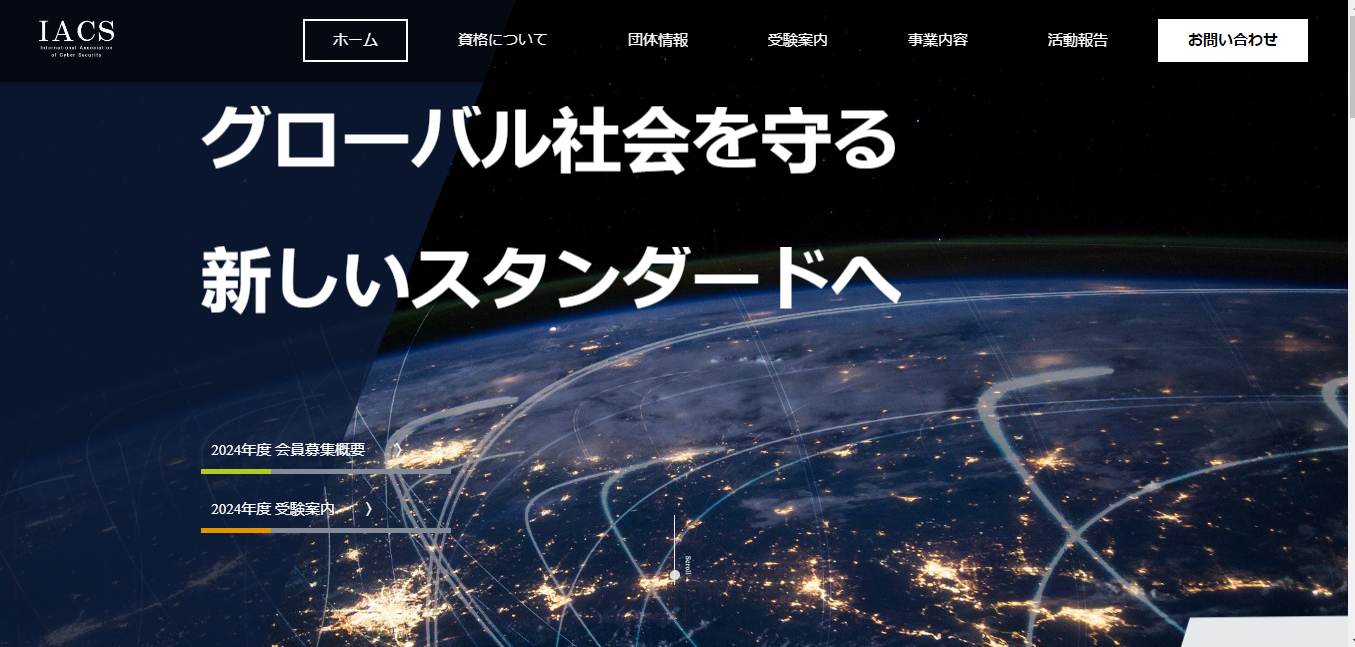 IACS
International Association
of Cyber Security
ホーム
資格について
団体情報
受験案内
事業内容
活動報告
お問い合わせ
グローバル社会を守る
新しいスタンダードへ
2024年度 会員募集概要 〉
2024年度 受験案内 〉
Scroll